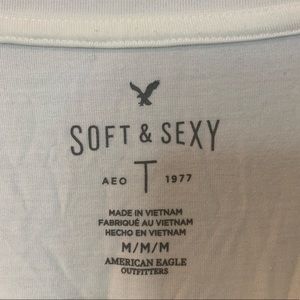 SOFT & SEXY
AEO T 1977
MADE IN VIETNAM
FABRIQUÉ AU VIETNAM
HECHO EN VIETNAM
M/M/M
AMERICAN EAGLE
OUTFITTERS